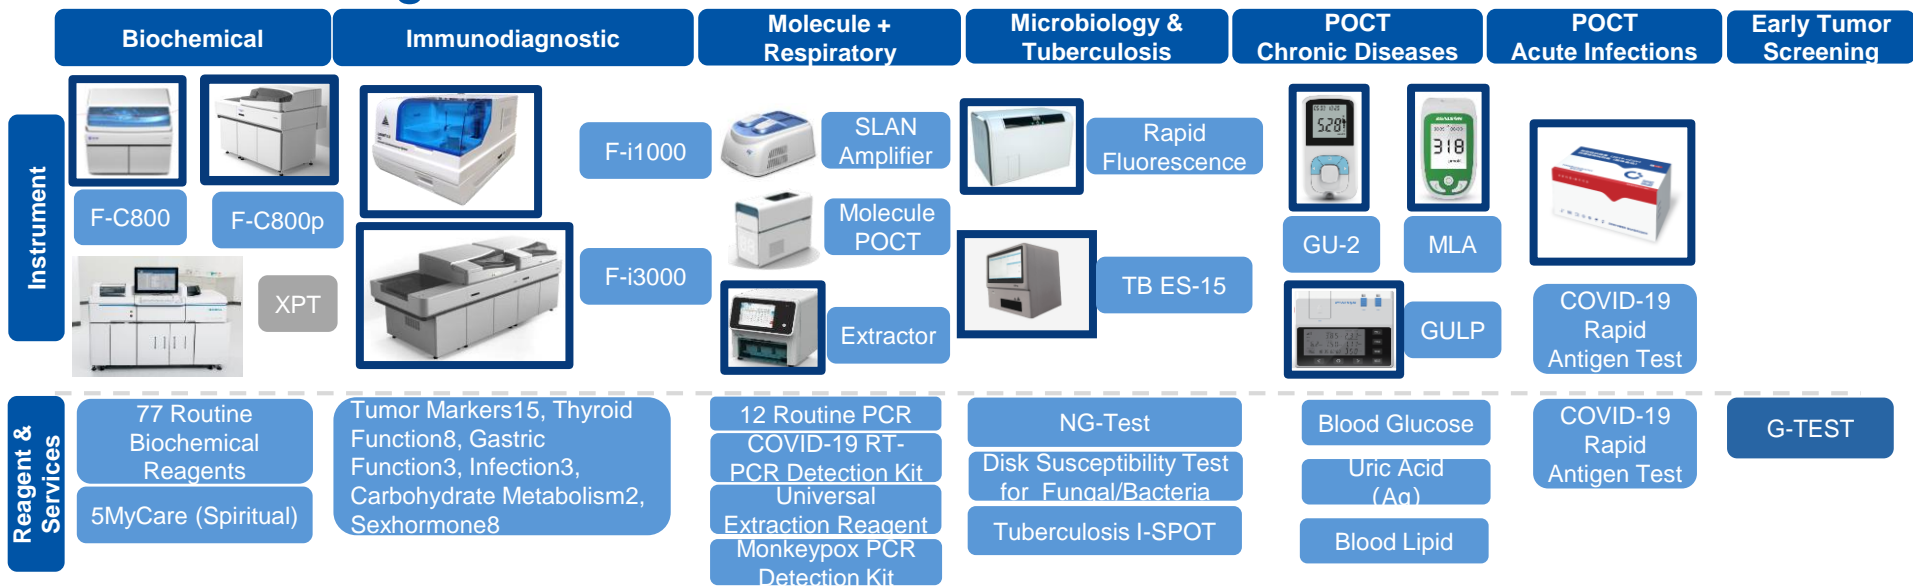 Biochemical
Immunodiagnostic
Molecule +
Respiratory
Microbiology &
Tuberculosis
POCT
Chronic Diseases
POCT
Acute Infections
Early Tumor
Screening
Instrument
F-C800
F-C800p
XPT
F-i1000
F-i3000
SLAN
Amplifier
Molecule
POCT
Extractor
Rapid
Fluorescence
TB ES-15
528
318
GU-2
MLA
GULP
COVID-19
Rapid
Antigen Test
Reagent &
Services
77 Routine
Biochemical
Reagents
5MyCare (Spiritual)
Tumor Markers15, Thyroid
Function8, Gastric
Function3, Infection3,
Carbohydrate Metabolism2,
Sexhormone8
12 Routine PCR
COVID-19 RT-
PCR Detection Kit
Universal
Extraction Reagent
Monkeypox PCR
Detection Kit
NG-Test
Disk Susceptibility Test
for Fungal/Bacteria
Tuberculosis I-SPOT
Blood Glucose
Uric Acid
(Ag)
Blood Lipid
COVID-19
Rapid
Antigen Test
G-TEST